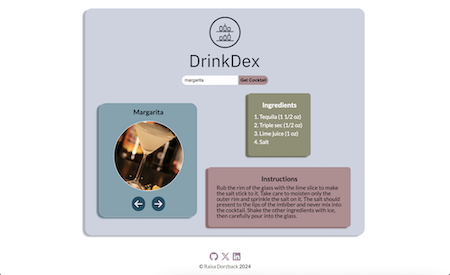 DrinkDex
margarita Get Cocktail
Margarita
Ingredients
1. Tequila (1 1/2 oz)
2. Triple sec (1/2 oz)
3. Lime juice (1 oz)
4. Salt
Instructions
Rub the rim of the glass with the lime slice to make
the salt stick to it. Take care to moisten only the
outer rim and sprinkle the salt on it. The salt should
present to the lips of the imbiber and never mix into
the cocktail. Shake the other ingredients with ice,
then carefully pour into the glass.
© Raisa Dorzback 2024